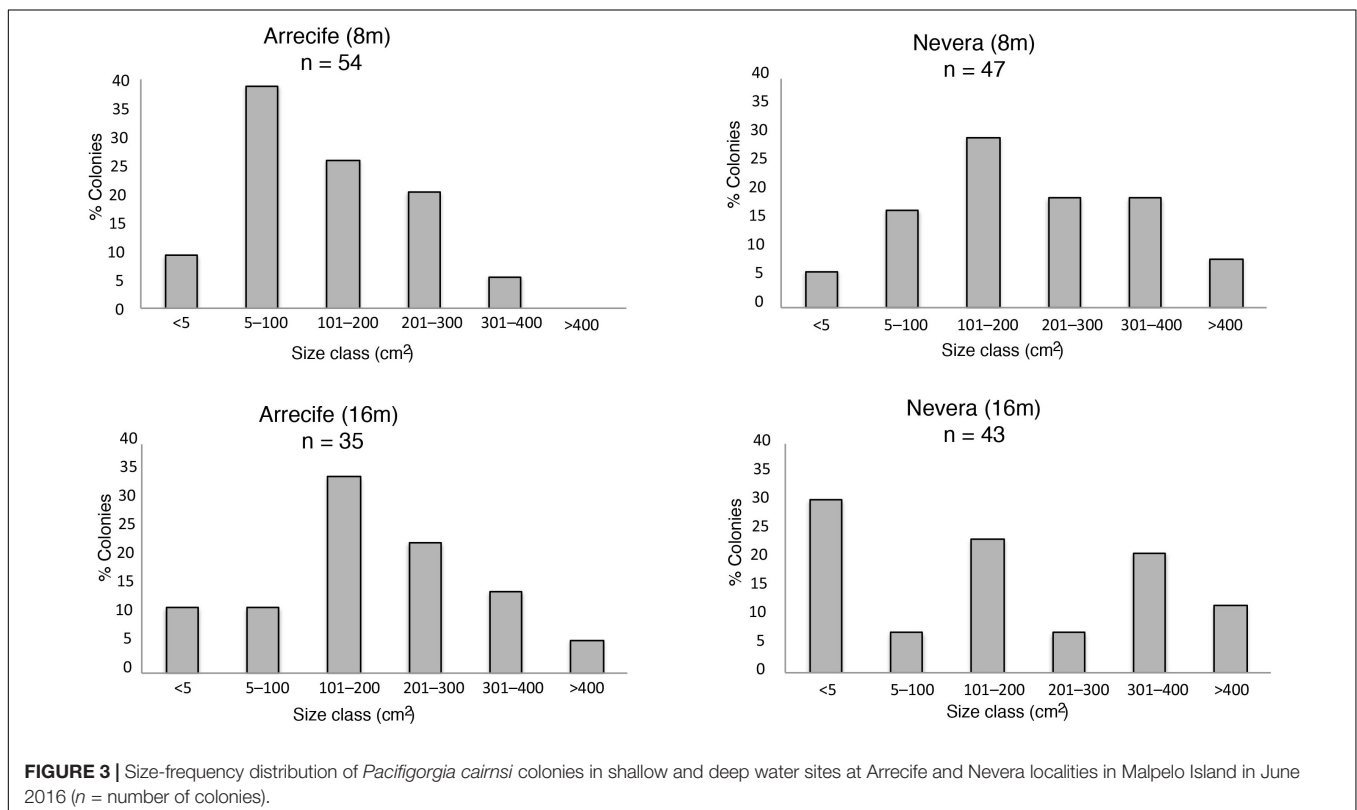 Arrecife (8m)
n = 54
40
35
30
25
20
15
10
5
0
% Colonies
<5 5–100 101–200 201–300 301–400 >400
Size class (cm²)
Nevera (8m)
n = 47
40
35
30
25
20
15
10
5
0
% Colonies
<5 5–100 101–200 201–300 301–400 >400
Size class (cm²)
Arrecife (16m)
n = 35
40
35
30
25
20
15
10
5
0
% Colonies
<5 5–100 101–200 201–300 301–400 >400
Size class (cm²)
Nevera (16m)
n = 43
40
35
30
25
20
15
10
5
0
% Colonies
<5 5–100 101–200 201–300 301–400 >400
Size class (cm²)
FIGURE 3 | Size-frequency distribution of Pacifigorgia cairnsi colonies in shallow and deep water sites at Arrecife and Nevera localities in Malpelo Island in June
2016 (n = number of colonies).